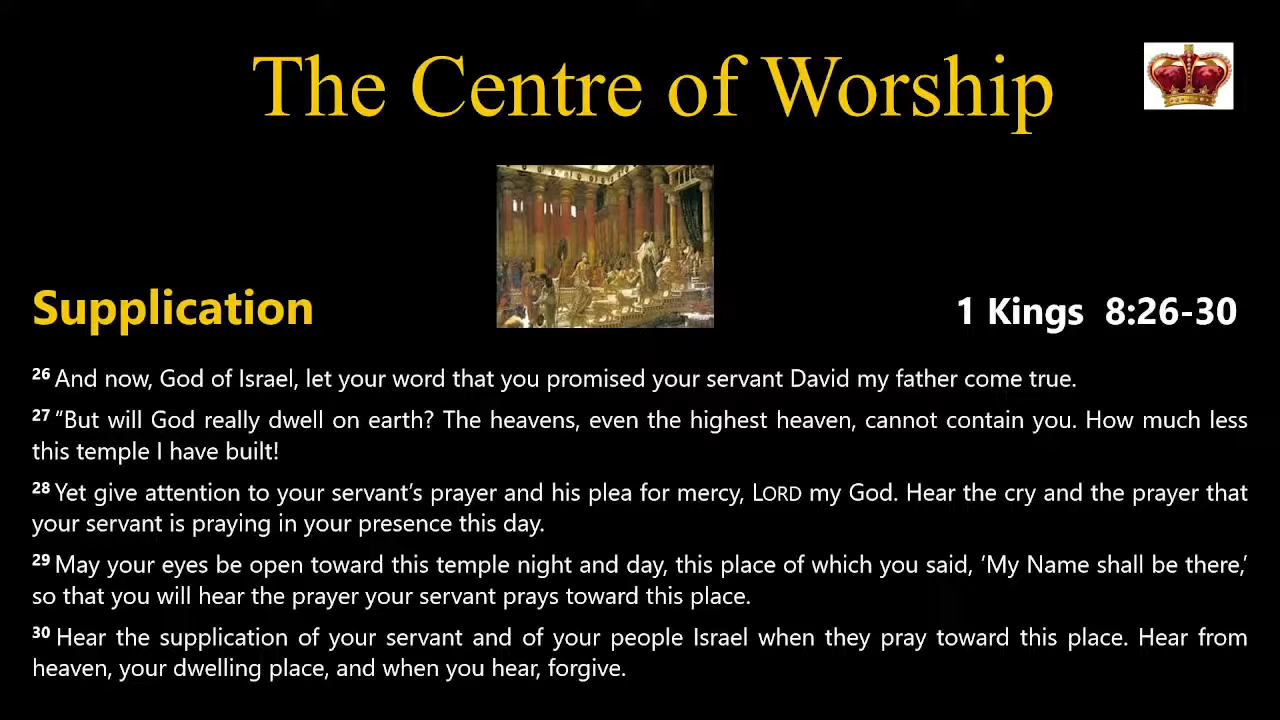 The Centre of Worship
Supplication
1 Kings 8:26-30
26 And now, God of Israel, let your word that you promised your servant David my father come true.
27 “But will God really dwell on earth? The heavens, even the highest heaven, cannot contain you. How much less
this temple I have built!
28 Yet give attention to your servant’s prayer and his plea for mercy, LORD my God. Hear the cry and the prayer that
your servant is praying in your presence this day.
29 May your eyes be open toward this temple night and day, this place of which you said, ‘My Name shall be there,’
so that you will hear the prayer your servant prays toward this place.
30 Hear the supplication of your servant and of your people Israel when they pray toward this place. Hear from
heaven, your dwelling place, and when you hear, forgive.